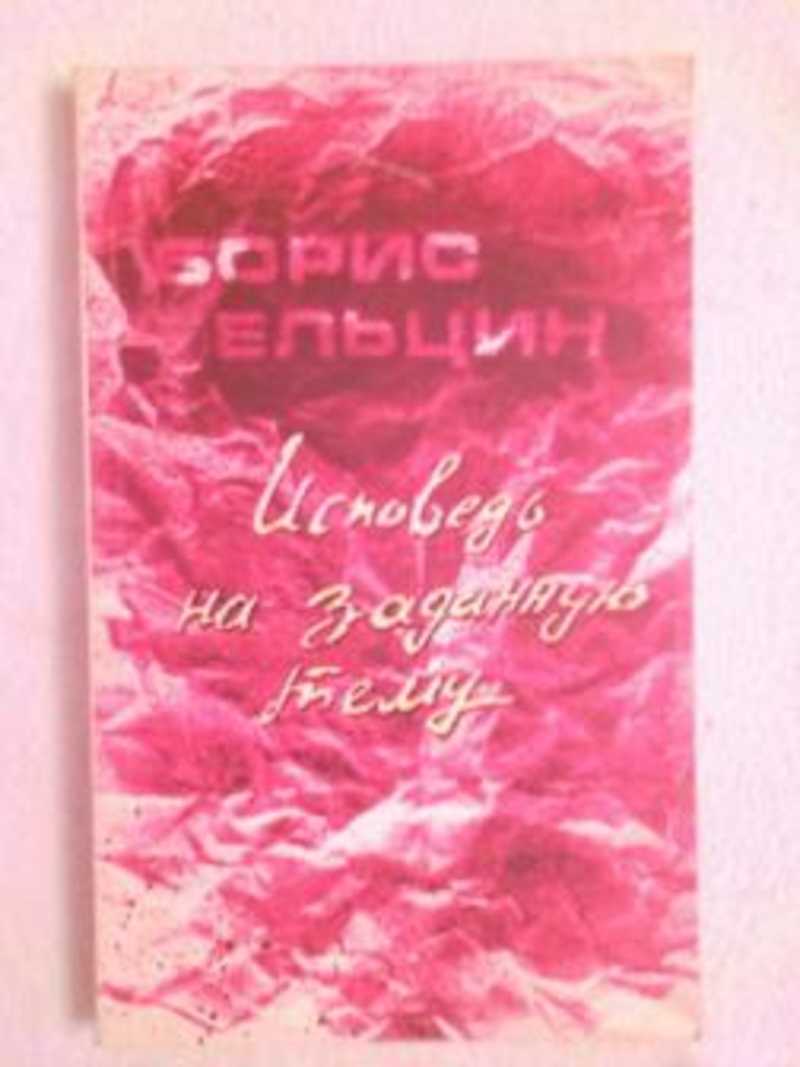 БОРИС
ЕЛЬЦИН
Исповедь
на заданную
тему